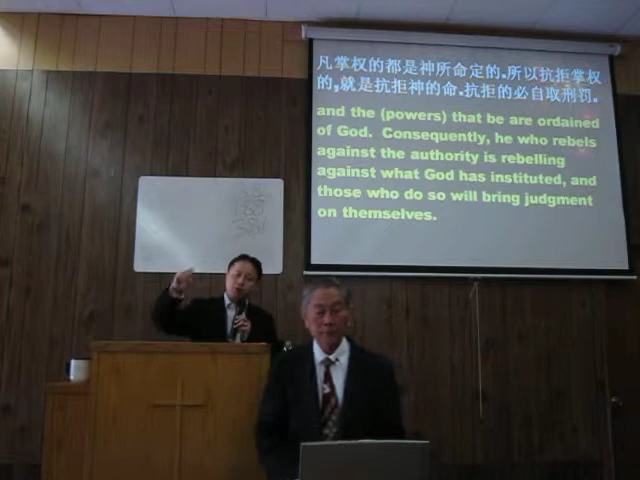 凡掌权的都是神所命定的.所以抗拒掌权
的,就是抗拒神的命.抗拒的必自取刑罚.
and the (powers) that be are ordained
of God. Consequently, he who rebels
against the authority is rebelling
against what God has instituted, and
those who do so will bring judgment
on themselves.